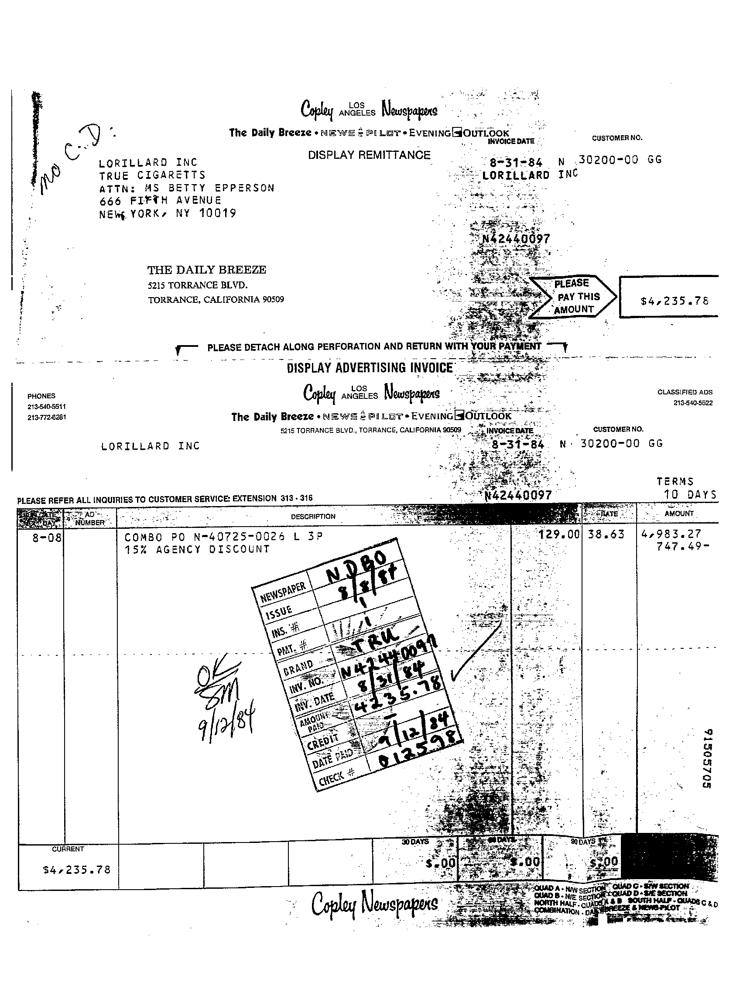 Copley LOS ANGELES Newspapers
The Daily Breeze • NEWS PILOT • EVENING OUTLOOK
MO C.D:
DISPLAY REMITTANCE
INVOICE DATE
CUSTOMER NO.
8-31-84 N 30200-00 GG
LORILLARD INC
LORILLARD INC
TRUE CIGARETTS
ATTN: MS BETTY EPPERSON
666 FIFTH AVENUE
NEW YORK, NY 10019
N42440097
THE DAILY BREEZE
5215 TORRANCE BLVD.
TORRANCE, CALIFORNIA 90509
PLEASE PAY THIS AMOUNT
$4,235.78
PLEASE DETACH ALONG PERFORATION AND RETURN WITH YOUR PAYMENT
DISPLAY ADVERTISING INVOICE
PHONES
213-540-5511
213-772-6281
Copley LOS ANGELES Newspapers
CLASSIFIED ADS
213-540-5522
The Daily Breeze • NEWS PILOT • EVENING OUTLOOK
5215 TORRANCE BLVD., TORRANCE, CALIFORNIA 90509
INVOICE DATE
CUSTOMER NO.
LORILLARD INC
8-31-84 N 30200-00 GG
TERMS
10 DAYS
PLEASE REFER ALL INQUIRIES TO CUSTOMER SERVICE: EXTENSION 313 - 316
N42440097
DAY
AD NUMBER
DESCRIPTION
RATE
AMOUNT
8-08 COMBO PO N-40725-0026 L 3P 129.00 38.63 4,983.27
15% AGENCY DISCOUNT 747.49-
NEWSPAPER NDBO
ISSUE 8/8/84
INS. # 1
PMT. # 1
BRAND TRU
INV. NO. N42440097
INV. DATE 8/31/84
AMOUNT PAID 4235.78
CREDIT –
DATE PAID 9/12/84
CHECK # 012598
OK
SM
9/12/84
91505705
CURRENT
30 DAYS
60 DAYS
90 DAYS
$4,235.78 $.00 $.00 $.00
Copley Newspapers
QUAD A - N/W SECTION QUAD C - S/W SECTION
QUAD B - N/E SECTION QUAD D - S/E SECTION
NORTH HALF - QUADS A & B SOUTH HALF - QUADS C & D
COMBINATION - DAILY BREEZE & NEWS-PILOT